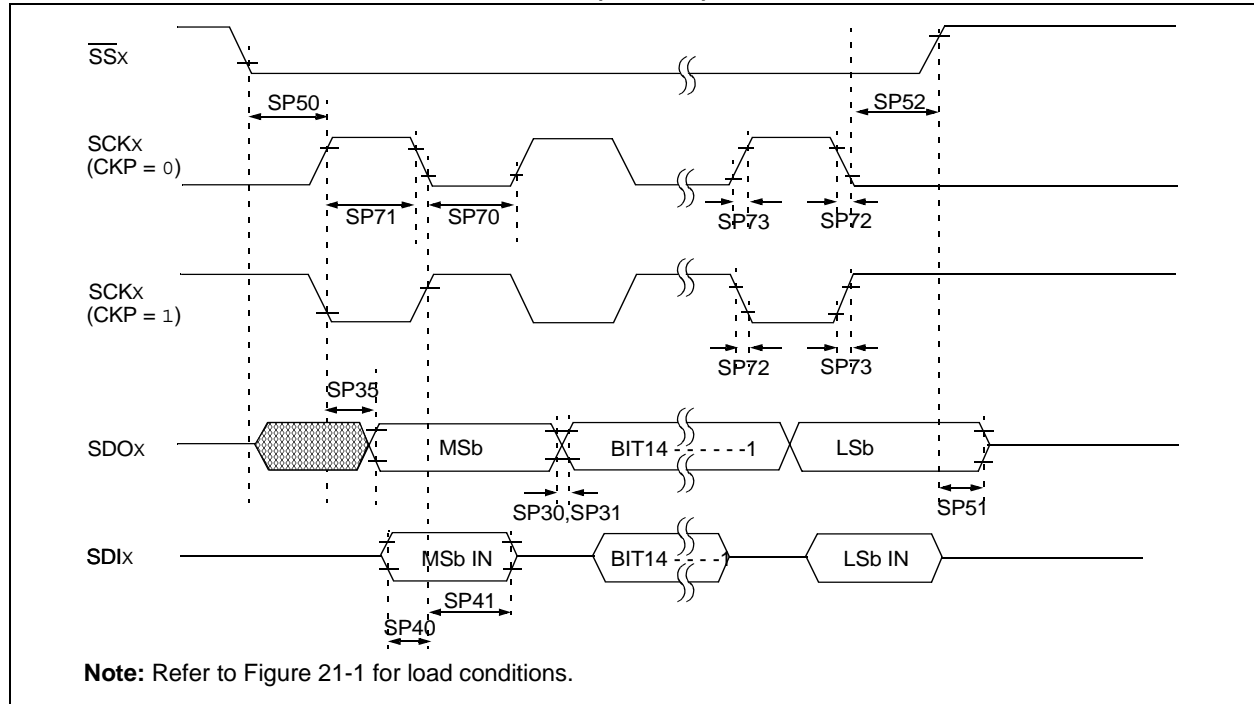 SSX
SP50
SP52
SCKX
(CKP = 0)
SP71
SP70
SP73
SP72
SCKX
(CKP = 1)
SP72
SP73
SP35
SDOX
MSb
BIT14 - - - - - -1
LSb
SP30,SP31
SP51
SDIX
MSb IN
BIT14 - - - - -1
LSb IN
SP41
SP40
Note: Refer to Figure 21-1 for load conditions.